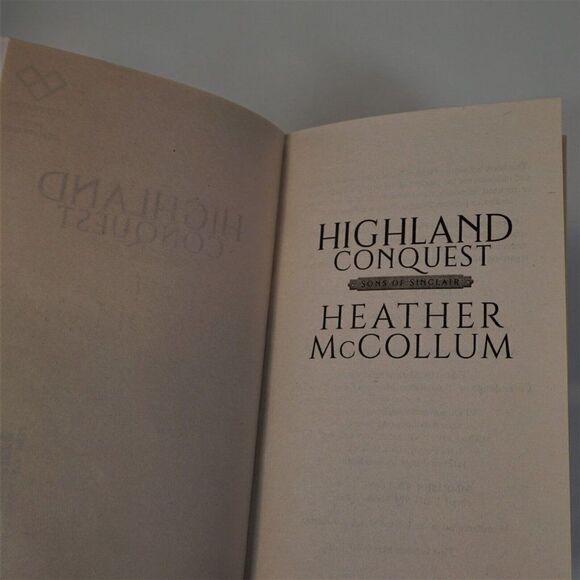 HIGHLAND
CONQUEST
SONS OF SINCLAIR
HEATHER
McCOLLUM